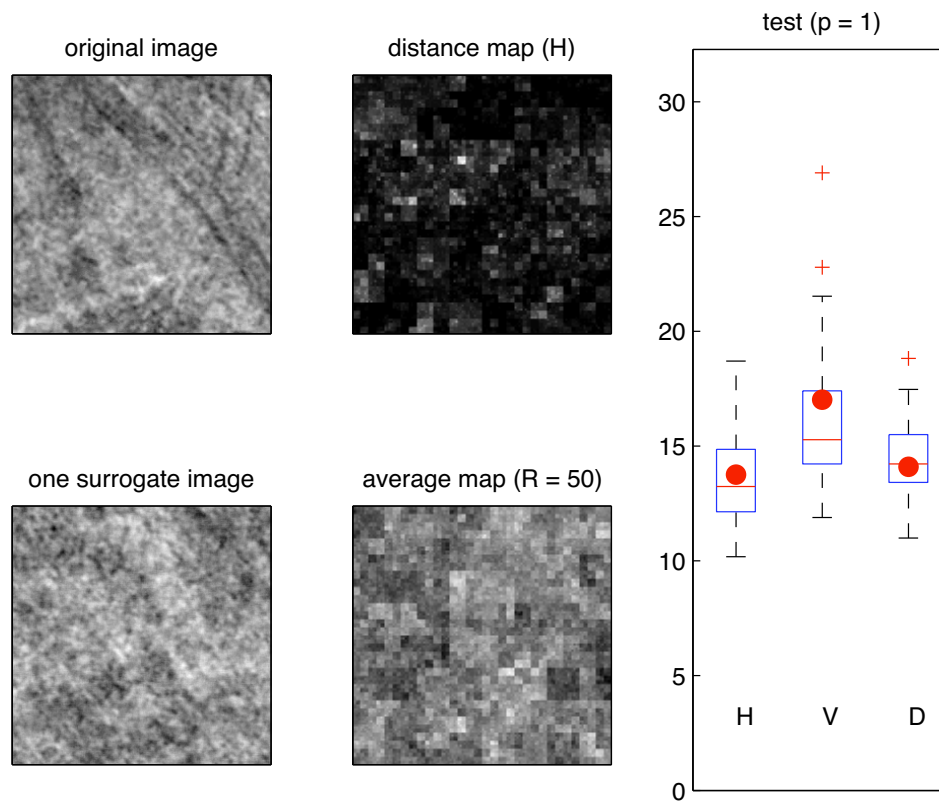 original image
distance map (H)
test (p = 1)
30
25
20
15
10
5
0
H V D
one surrogate image
average map (R = 50)